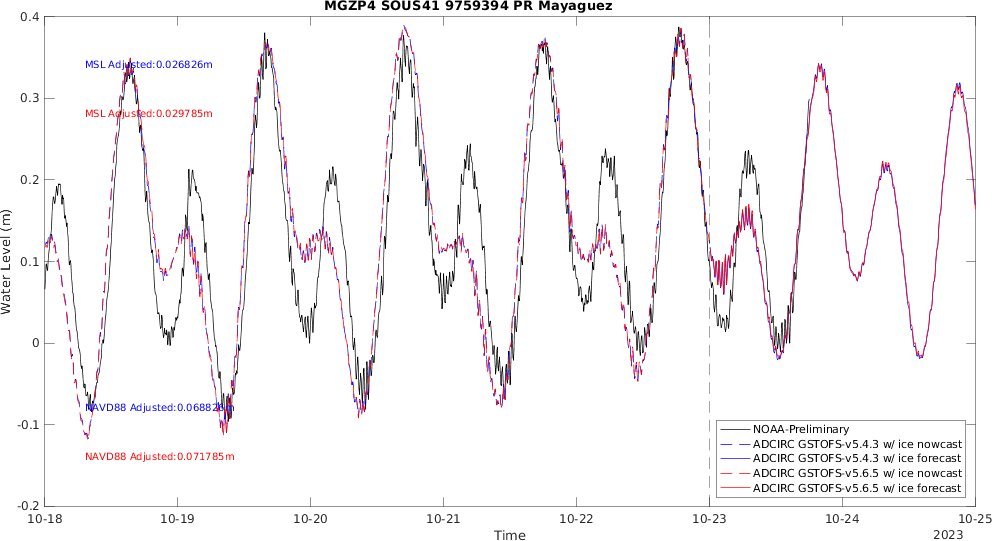 MGZP4 SOUS41 9759394 PR Mayaguez
Water Level (m)
0.4
0.3
0.2
0.1
0
-0.1
-0.2
MSL Adjusted:0.026826m
MSL Adjusted:0.029785m
NAVD88 Adjusted:0.068826m
NAVD88 Adjusted:0.071785m
NOAA-Preliminary
ADCIRC GSTOFS-v5.4.3 w/ ice nowcast
ADCIRC GSTOFS-v5.4.3 w/ ice forecast
ADCIRC GSTOFS-v5.6.5 w/ ice nowcast
ADCIRC GSTOFS-v5.6.5 w/ ice forecast
10-18 10-19 10-20 10-21 10-22 10-23 10-24 10-25
Time
2023